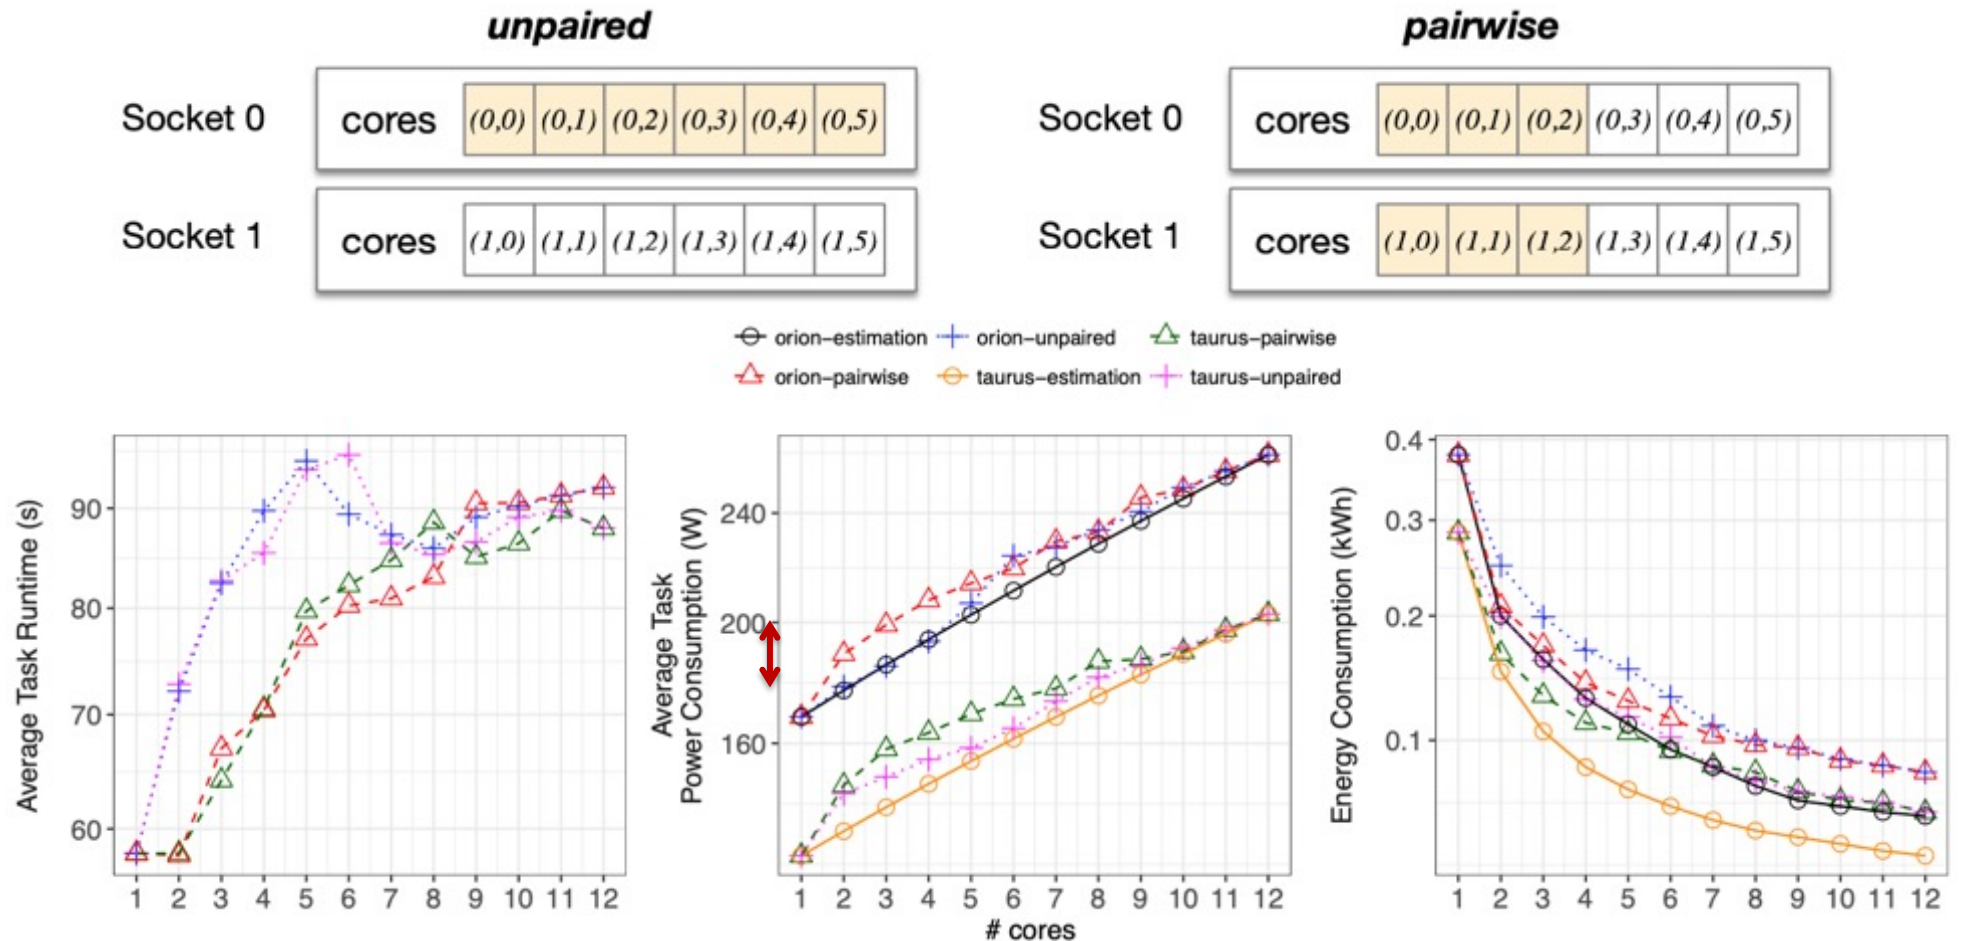 unpaired
Socket 0 cores (0,0) (0,1) (0,2) (0,3) (0,4) (0,5)
Socket 1 cores (1,0) (1,1) (1,2) (1,3) (1,4) (1,5)
pairwise
Socket 0 cores (0,0) (0,1) (0,2) (0,3) (0,4) (0,5)
Socket 1 cores (1,0) (1,1) (1,2) (1,3) (1,4) (1,5)
orion-estimation orion-unpaired taurus-pairwise
orion-pairwise taurus-estimation taurus-unpaired
Average Task Runtime (s)
90
80
70
60
1 2 3 4 5 6 7 8 9 10 11 12
Average Task
Power Consumption (W)
240
200
160
1 2 3 4 5 6 7 8 9 10 11 12
# cores
Energy Consumption (kWh)
0.4
0.3
0.2
0.1
1 2 3 4 5 6 7 8 9 10 11 12